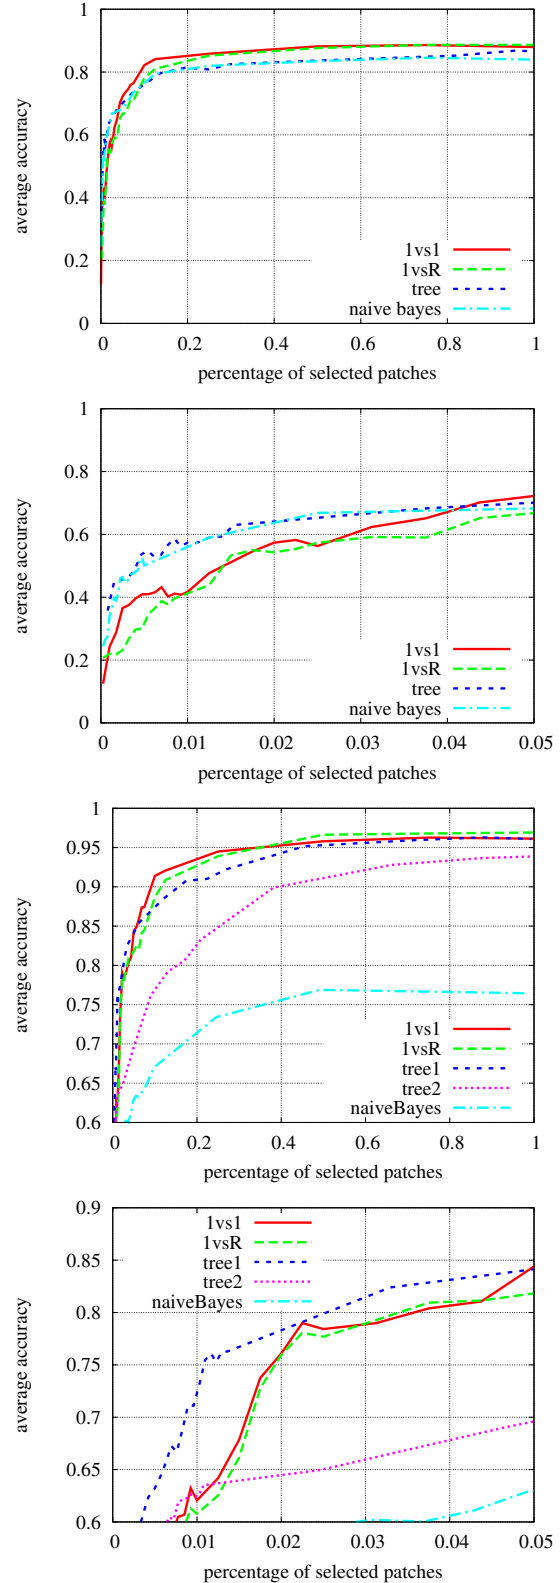 1
0.8
0.6
0.4
0.2
0
average accuracy
1vs1
1vsR
tree
naive bayes
0 0.2 0.4 0.6 0.8 1
percentage of selected patches
1
0.8
0.6
0.4
0.2
0
average accuracy
1vs1
1vsR
tree
naive bayes
0 0.01 0.02 0.03 0.04 0.05
percentage of selected patches
1
0.95
0.9
0.85
0.8
0.75
0.7
0.65
0.6
average accuracy
1vs1
1vsR
tree1
tree2
naiveBayes
0 0.2 0.4 0.6 0.8 1
percentage of selected patches
0.9
0.85
0.8
0.75
0.7
0.65
0.6
average accuracy
1vs1
1vsR
tree1
tree2
naiveBayes
0 0.01 0.02 0.03 0.04 0.05
percentage of selected patches